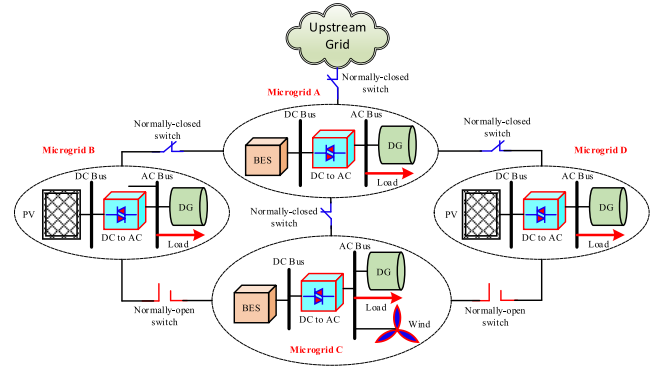 Upstream
Grid
Normally-closed
switch
Microgrid A
Normally-closed
switch
Microgrid B
DC Bus
AC Bus
BES
DC to AC
DG
Load
Normally-closed
switch
Microgrid D
DC Bus
AC Bus
PV
DC to AC
DG
Load
Normally-closed
switch
DC Bus
AC Bus
PV
DC to AC
DG
Load
Normally-open
switch
DC Bus
AC Bus
BES
DC to AC
DG
Load
Wind
Microgrid C
Normally-open
switch